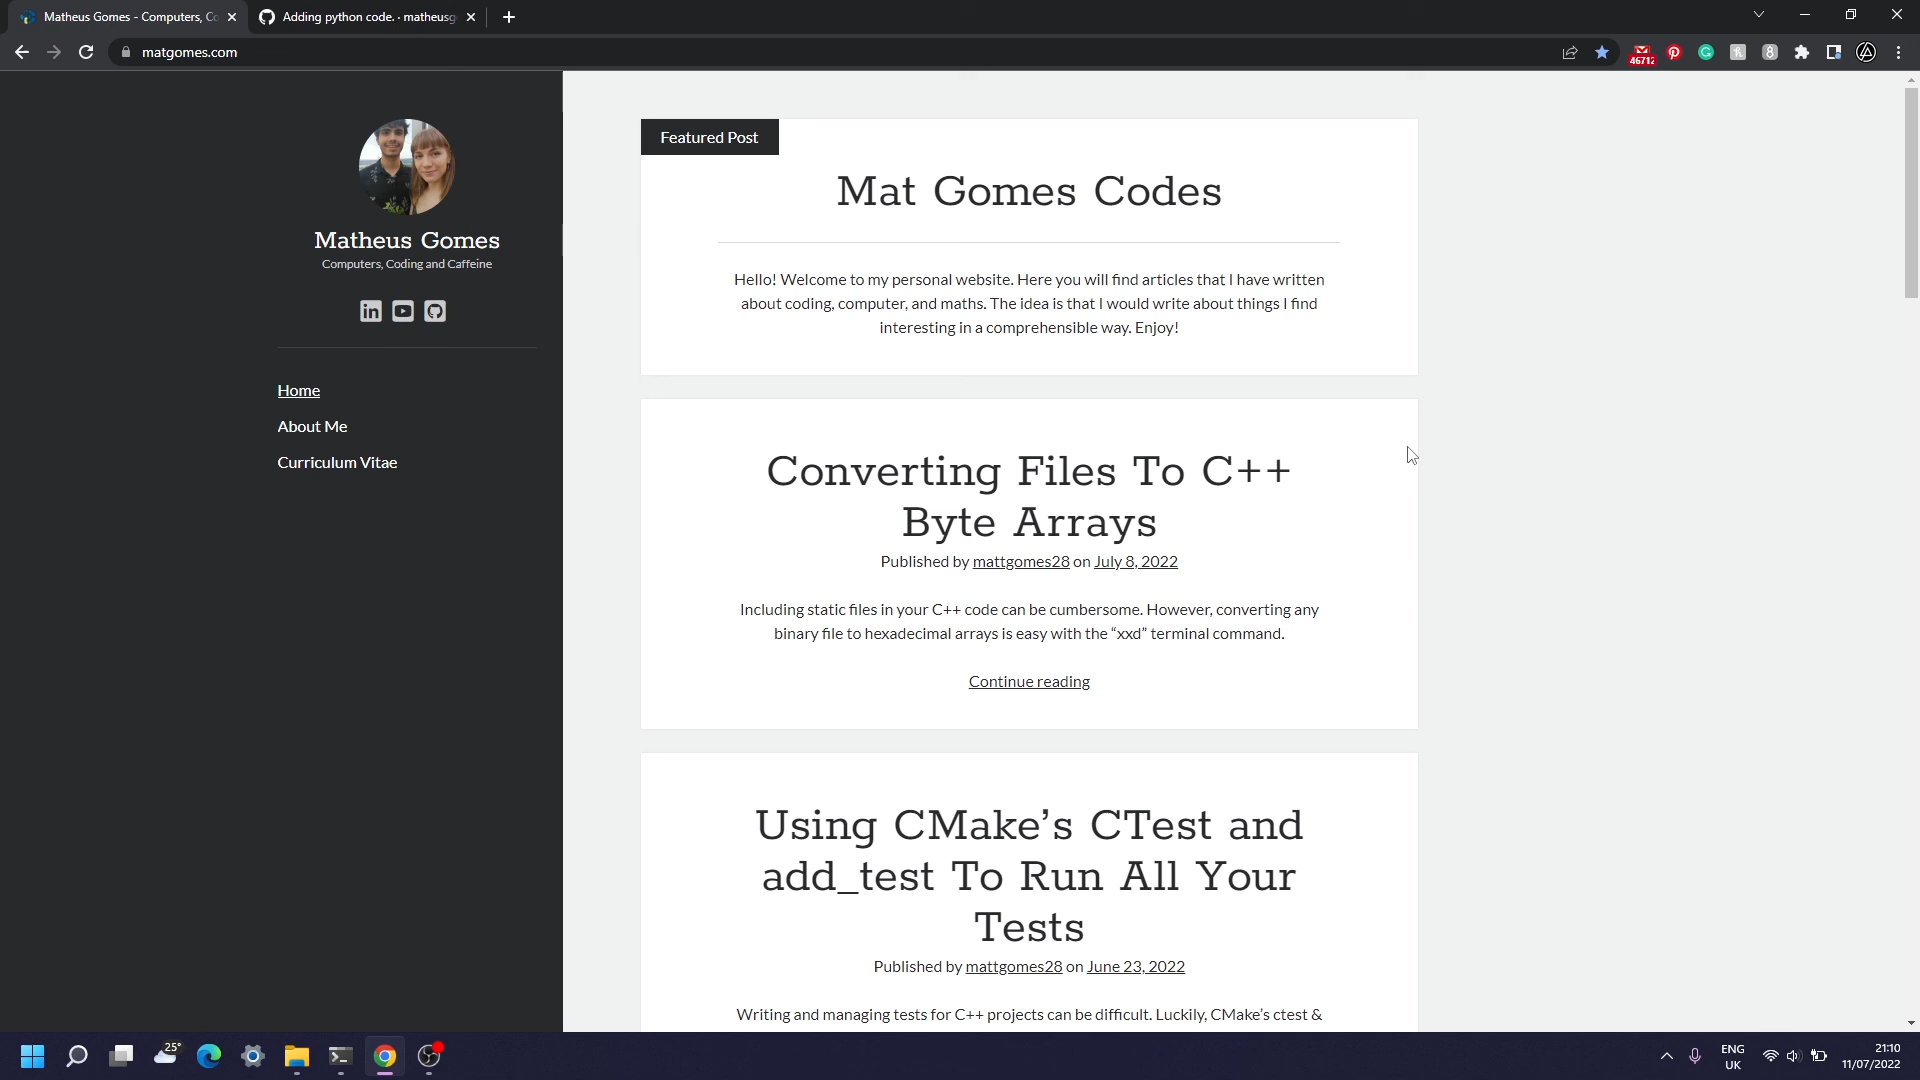 Matheus Gomes - Computers, Co
Adding python code. · matheusg
matgomes.com
46712
Matheus Gomes
Computers, Coding and Caffeine
Home
About Me
Curriculum Vitae
Featured Post
Mat Gomes Codes
Hello! Welcome to my personal website. Here you will find articles that I have written
about coding, computer, and maths. The idea is that I would write about things I find
interesting in a comprehensible way. Enjoy!
Converting Files To C++
Byte Arrays
Published by mattgomes28 on July 8, 2022
Including static files in your C++ code can be cumbersome. However, converting any
binary file to hexadecimal arrays is easy with the “xxd” terminal command.
Continue reading
Using CMake’s CTest and
add_test To Run All Your
Tests
Published by mattgomes28 on June 23, 2022
Writing and managing tests for C++ projects can be difficult. Luckily, CMake’s ctest &
25°
ENG
UK
21:10
11/07/2022